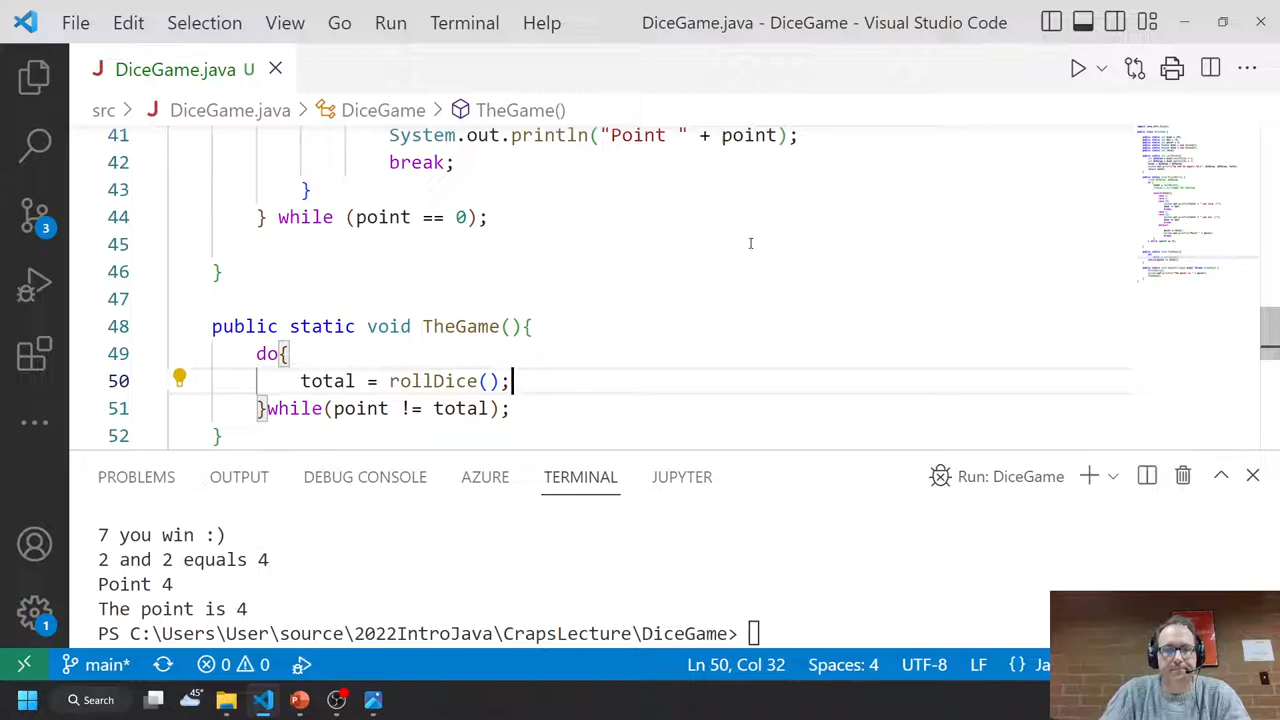 File Edit Selection View Go Run Terminal Help DiceGame.java - DiceGame - Visual Studio Code
J DiceGame.java U
src > J DiceGame.java > DiceGame > TheGame()
41 System.out.println("Point " + point);
42 break;
43 }
44 } while (point == 0);
45
46 }
47
48 public static void TheGame(){
49 do{
50 total = rollDice();
51 }while(point != total);
52 }
PROBLEMS OUTPUT DEBUG CONSOLE AZURE TERMINAL JUPYTER Run: DiceGame
7 you win :)
2 and 2 equals 4
Point 4
The point is 4
PS C:\Users\User\source\2022IntroJava\CrapsLecture\DiceGame>
3
1
main* 0 0 Ln 50, Col 32 Spaces: 4 UTF-8 LF {} Ja
Search 45°